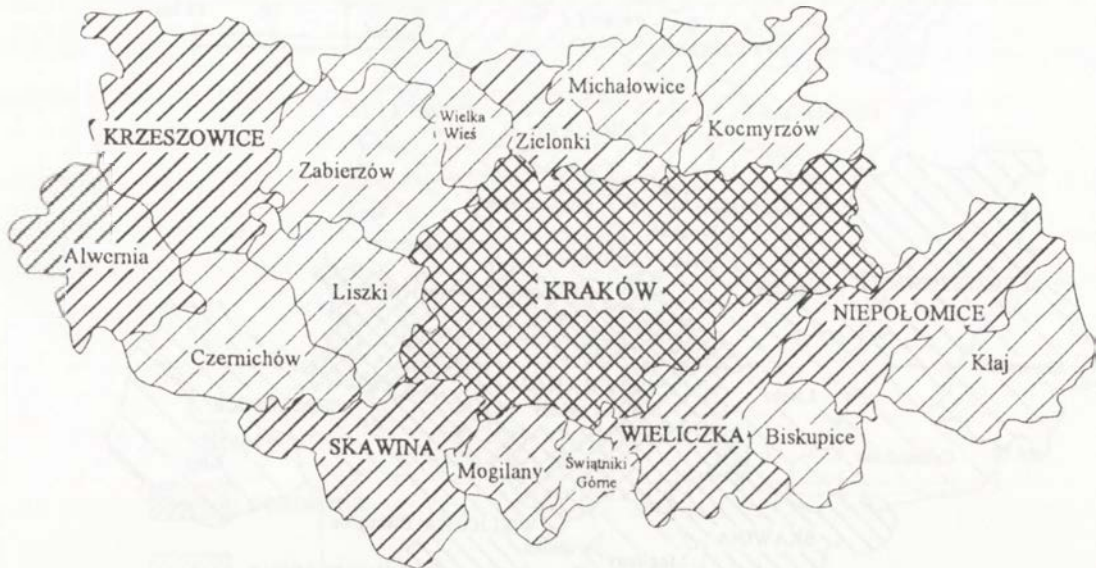 Michałowice
Wielka
Wieś
KRZESZOWICE
Zielonki
Kocmyrzów
Zabierzów
Alwernia
Liszki
KRAKÓW
NIEPOŁOMICE
Czernichów
Kłaj
SKAWINA
Mogilany
Świątniki
Górne
WIELICZKA
Biskupice